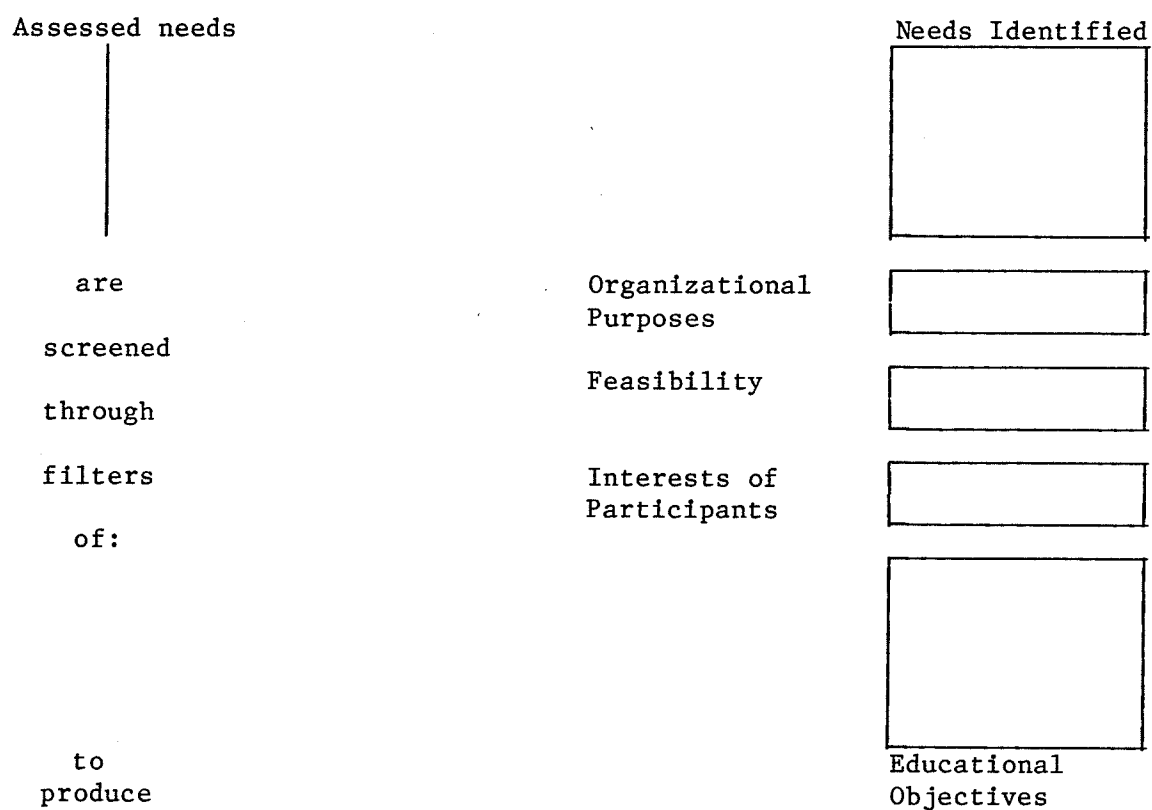 Assessed needs
Needs Identified
are
screened
through
filters
of:
Organizational
Purposes
Feasibility
Interests of
Participants
to
produce
Educational
Objectives